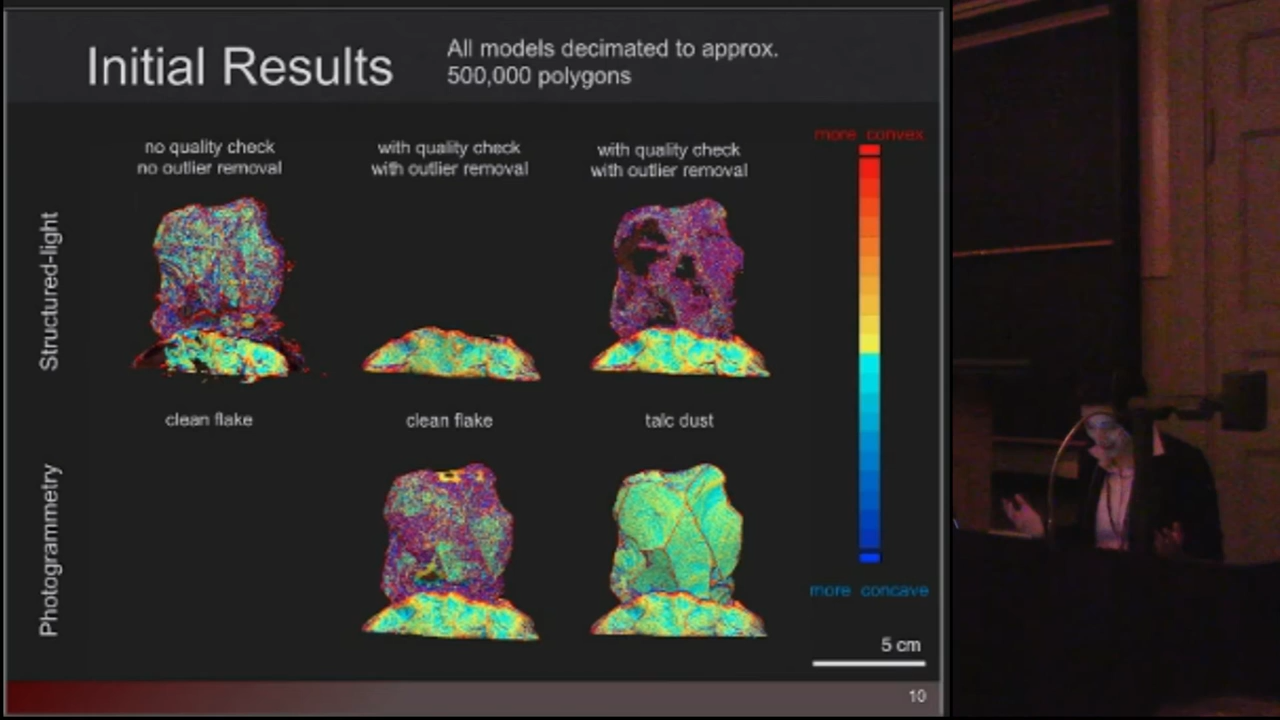 Initial Results
All models decimated to approx.
500,000 polygons
no quality check
no outlier removal
with quality check
with outlier removal
with quality check
with outlier removal
more convex
Structured-light
clean flake
clean flake
talc dust
Photogrammetry
more concave
5 cm
10